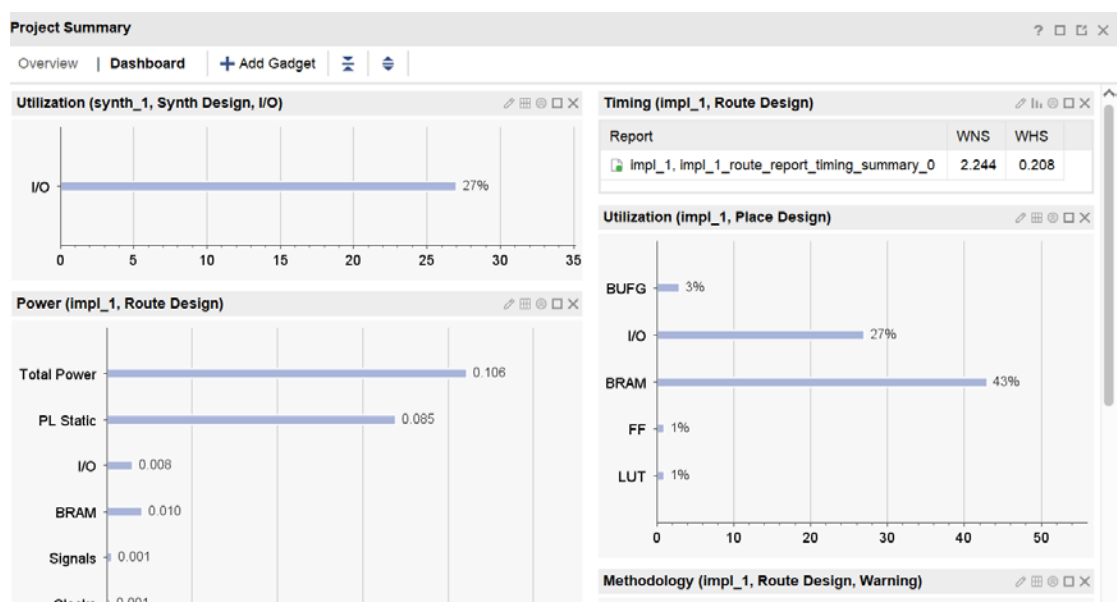 Project Summary
?
Overview | Dashboard Add Gadget
Utilization (synth_1, Synth Design, I/O)
I/O 27%
0 5 10 15 20 25 30 35
Power (impl_1, Route Design)
Total Power 0.106
PL Static 0.085
I/O 0.008
BRAM 0.010
Signals 0.001
Clocks 0.001
Timing (impl_1, Route Design)
Report WNS WHS
impl_1, impl_1_route_report_timing_summary_0 2.244 0.208
Utilization (impl_1, Place Design)
BUFG 3%
I/O 27%
BRAM 43%
FF 1%
LUT 1%
0 10 20 30 40 50
Methodology (impl_1, Route Design, Warning)